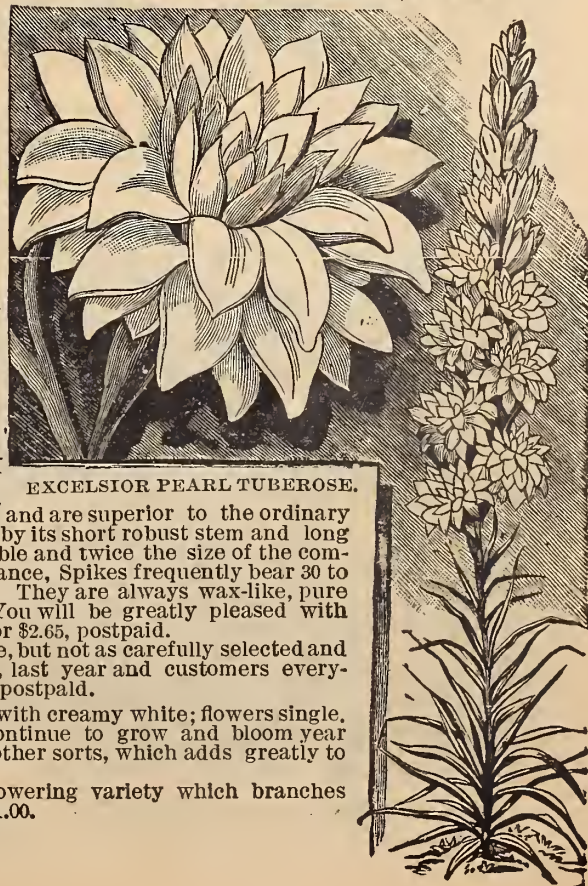 EXCELSIOR PEARL TUBEROSE.
and are superior to the ordinary
by its short robust stem and long
ble and twice the size of the com-
ance, Spikes frequently bear 30 to
They are always wax-like, pure
You will be greatly pleased with
or $2.65, postpaid.
e, but not as carefully selected and
, last year and customers every-
postpaid.
with creamy white; flowers single.
ontinue to grow and bloom year
other sorts, which adds greatly to
owering variety which branches
.00.